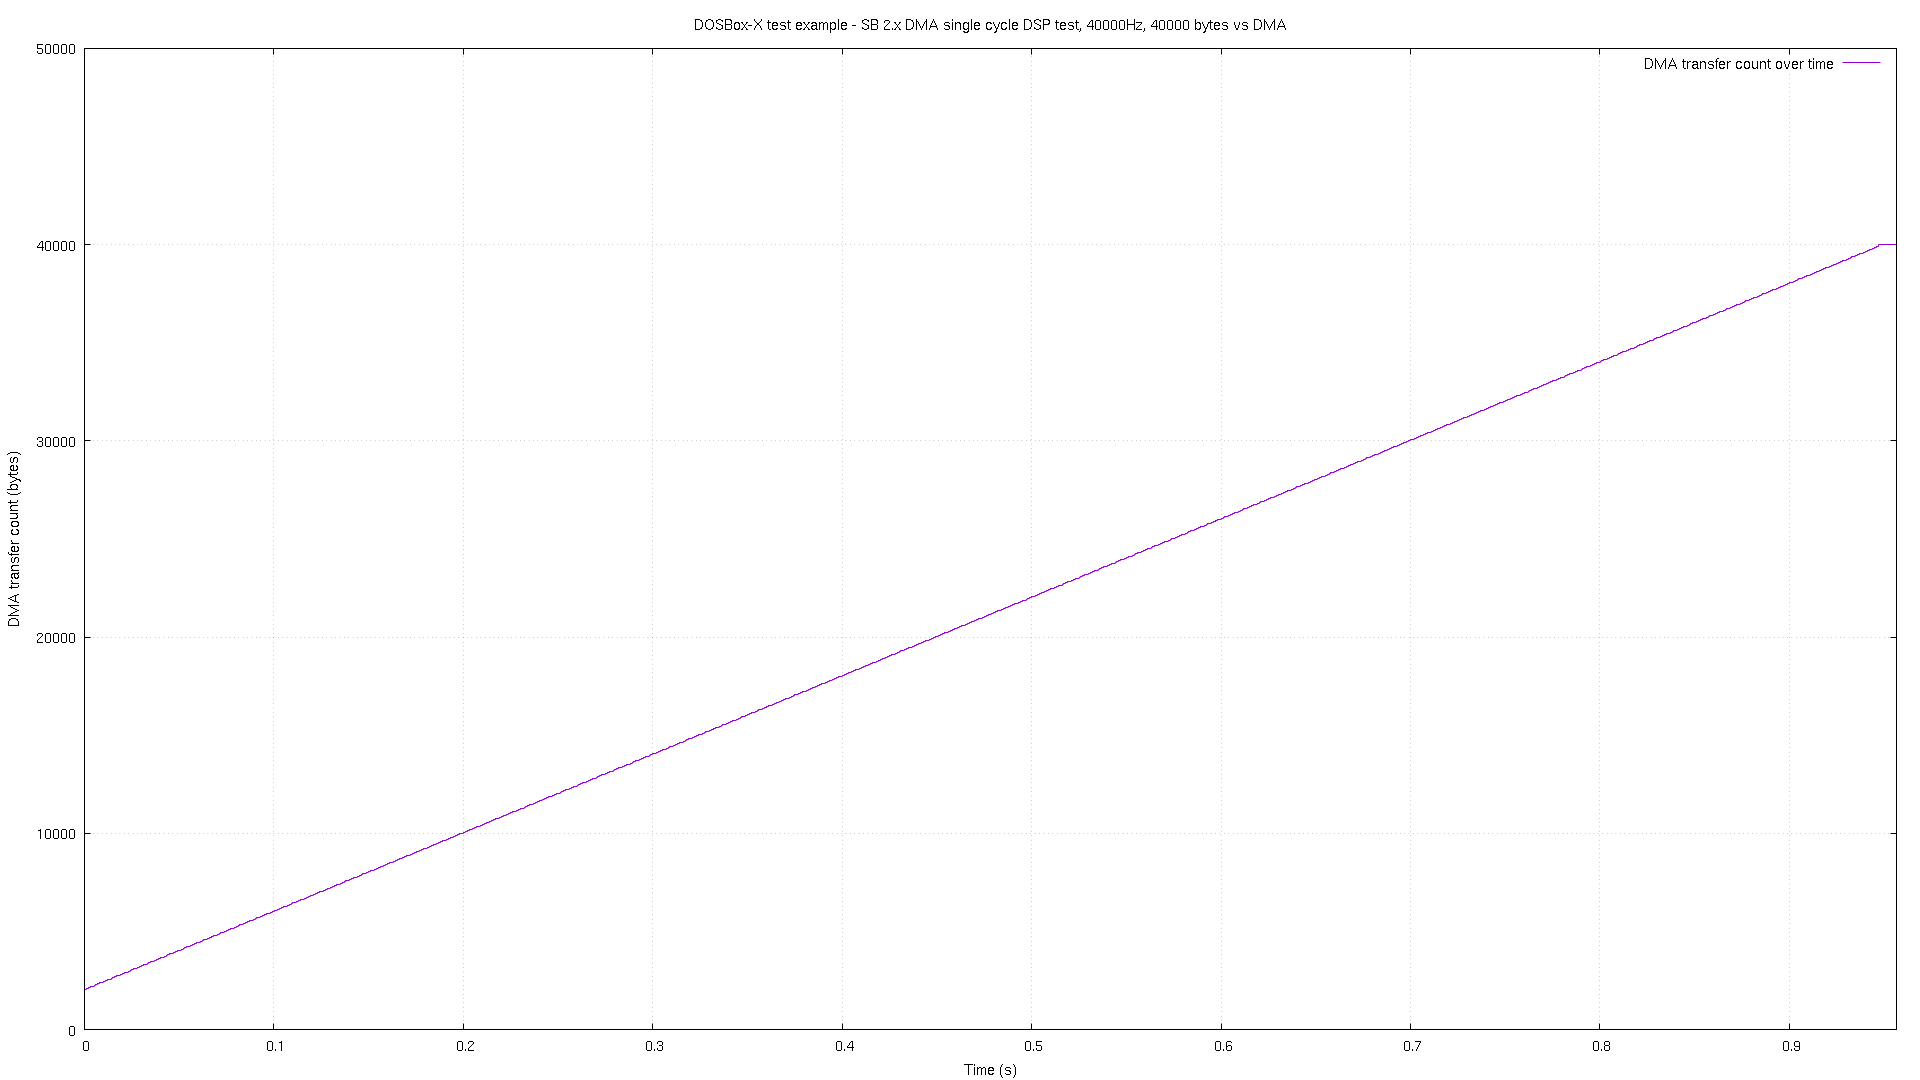 DOSBox-X test example - SB 2.x DMA single cycle DSP test, 40000Hz, 40000 bytes vs DMA
DMA transfer count over time
50000
40000
30000
20000
10000
0
DMA transfer count (bytes)
0 0.1 0.2 0.3 0.4 0.5 0.6 0.7 0.8 0.9
Time (s)